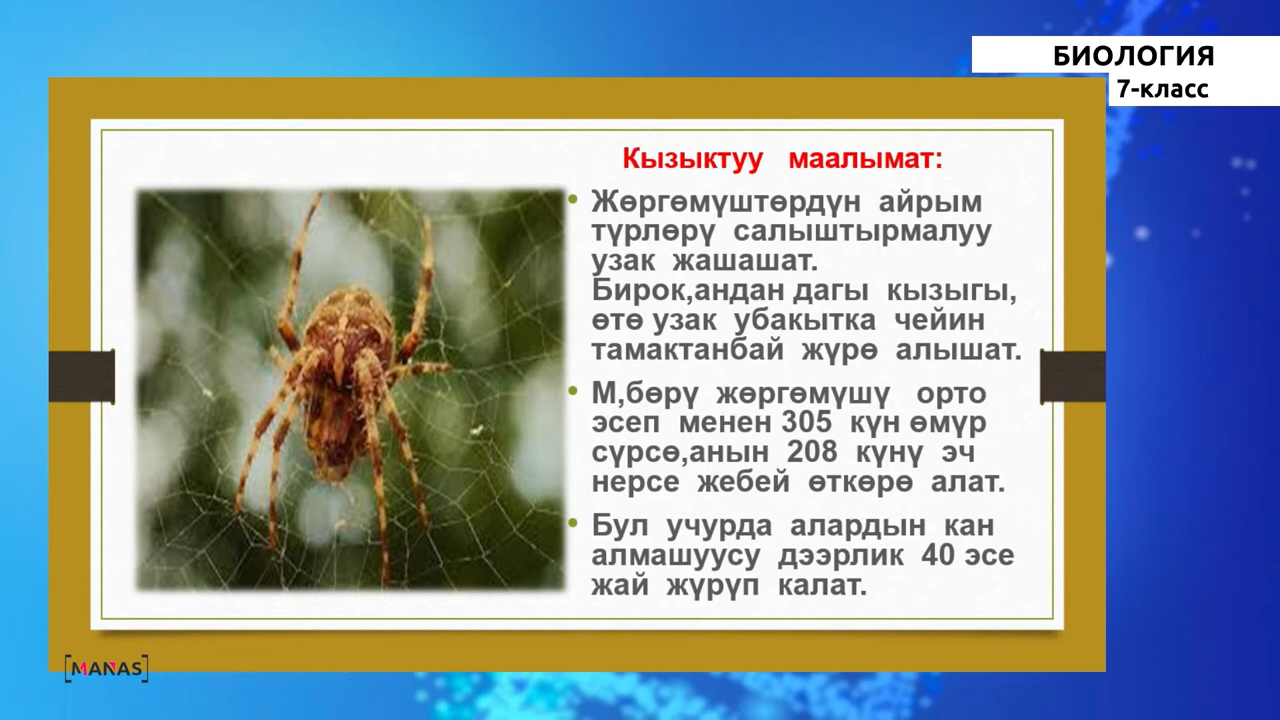 БИОЛОГИЯ
7-класс
Кызыктуу маалымат:
• Жөргөмүштөрдүн айрым
түрлөрү салыштырмалуу
узак жашашат.
Бирок,андан дагы кызыгы,
өтө узак убакытка чейин
тамактанбай жүрө алышат.
• М,бөрү жөргөмүшү орто
эсеп менен 305 күн өмүр
сүрсө,анын 208 күнү эч
нерсе жебей өткөрө алат.
• Бул учурда алардын кан
алмашуусу дээрлик 40 эсе
жай жүрүп калат.
[MANAS]